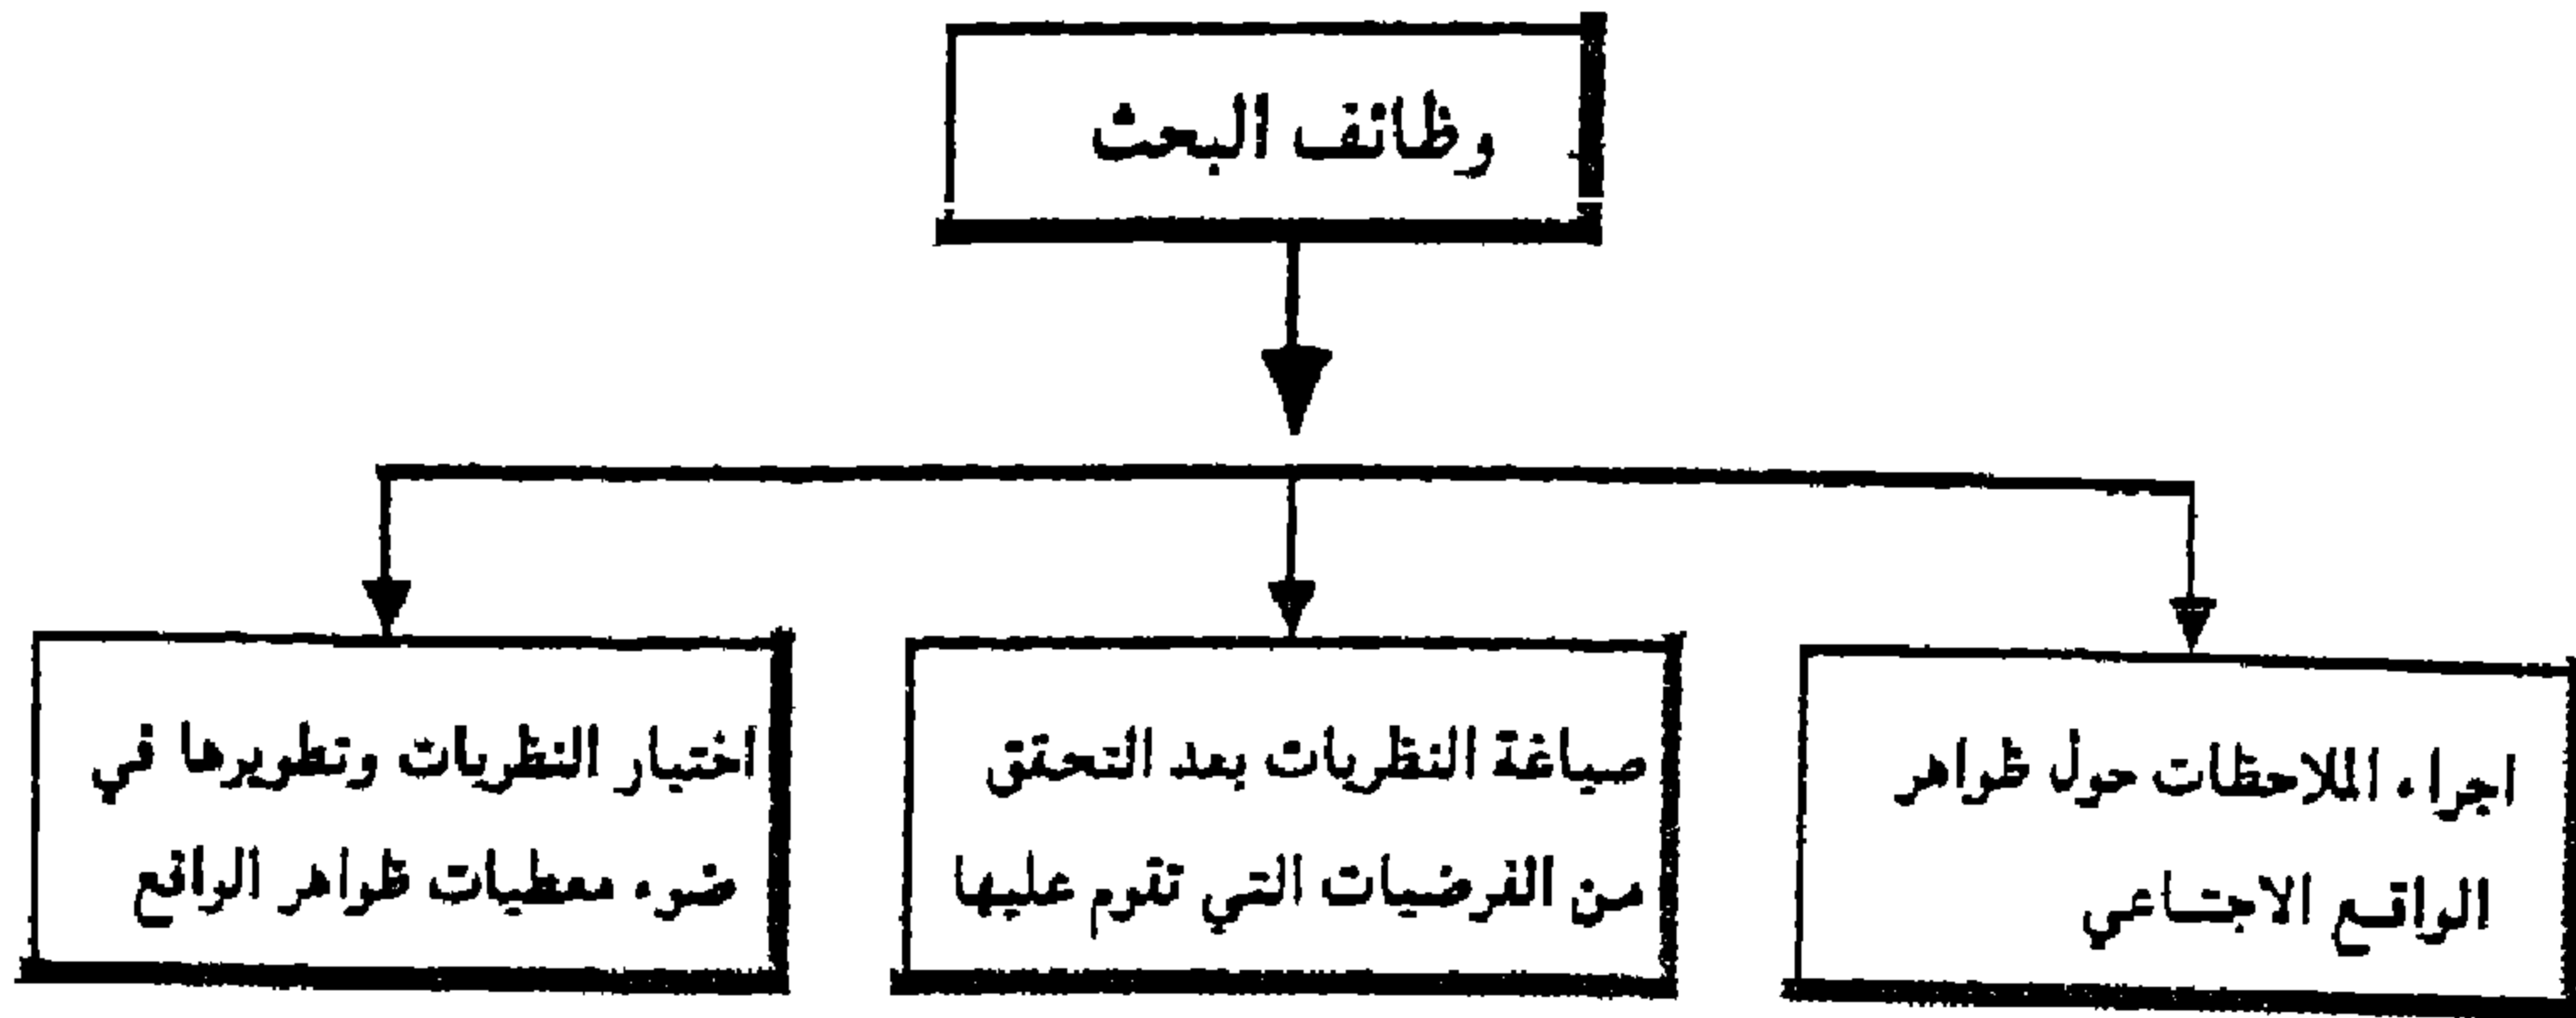 وظائف البحث
اجراء الملاحظات حول ظواهر
الواقع الاجتماعي
صياغة النظريات بعد التحقق
من الفرضيات التي تقوم عليها
اختيار النظريات وتطويرها في
ضوء معطيات ظواهر الواقع